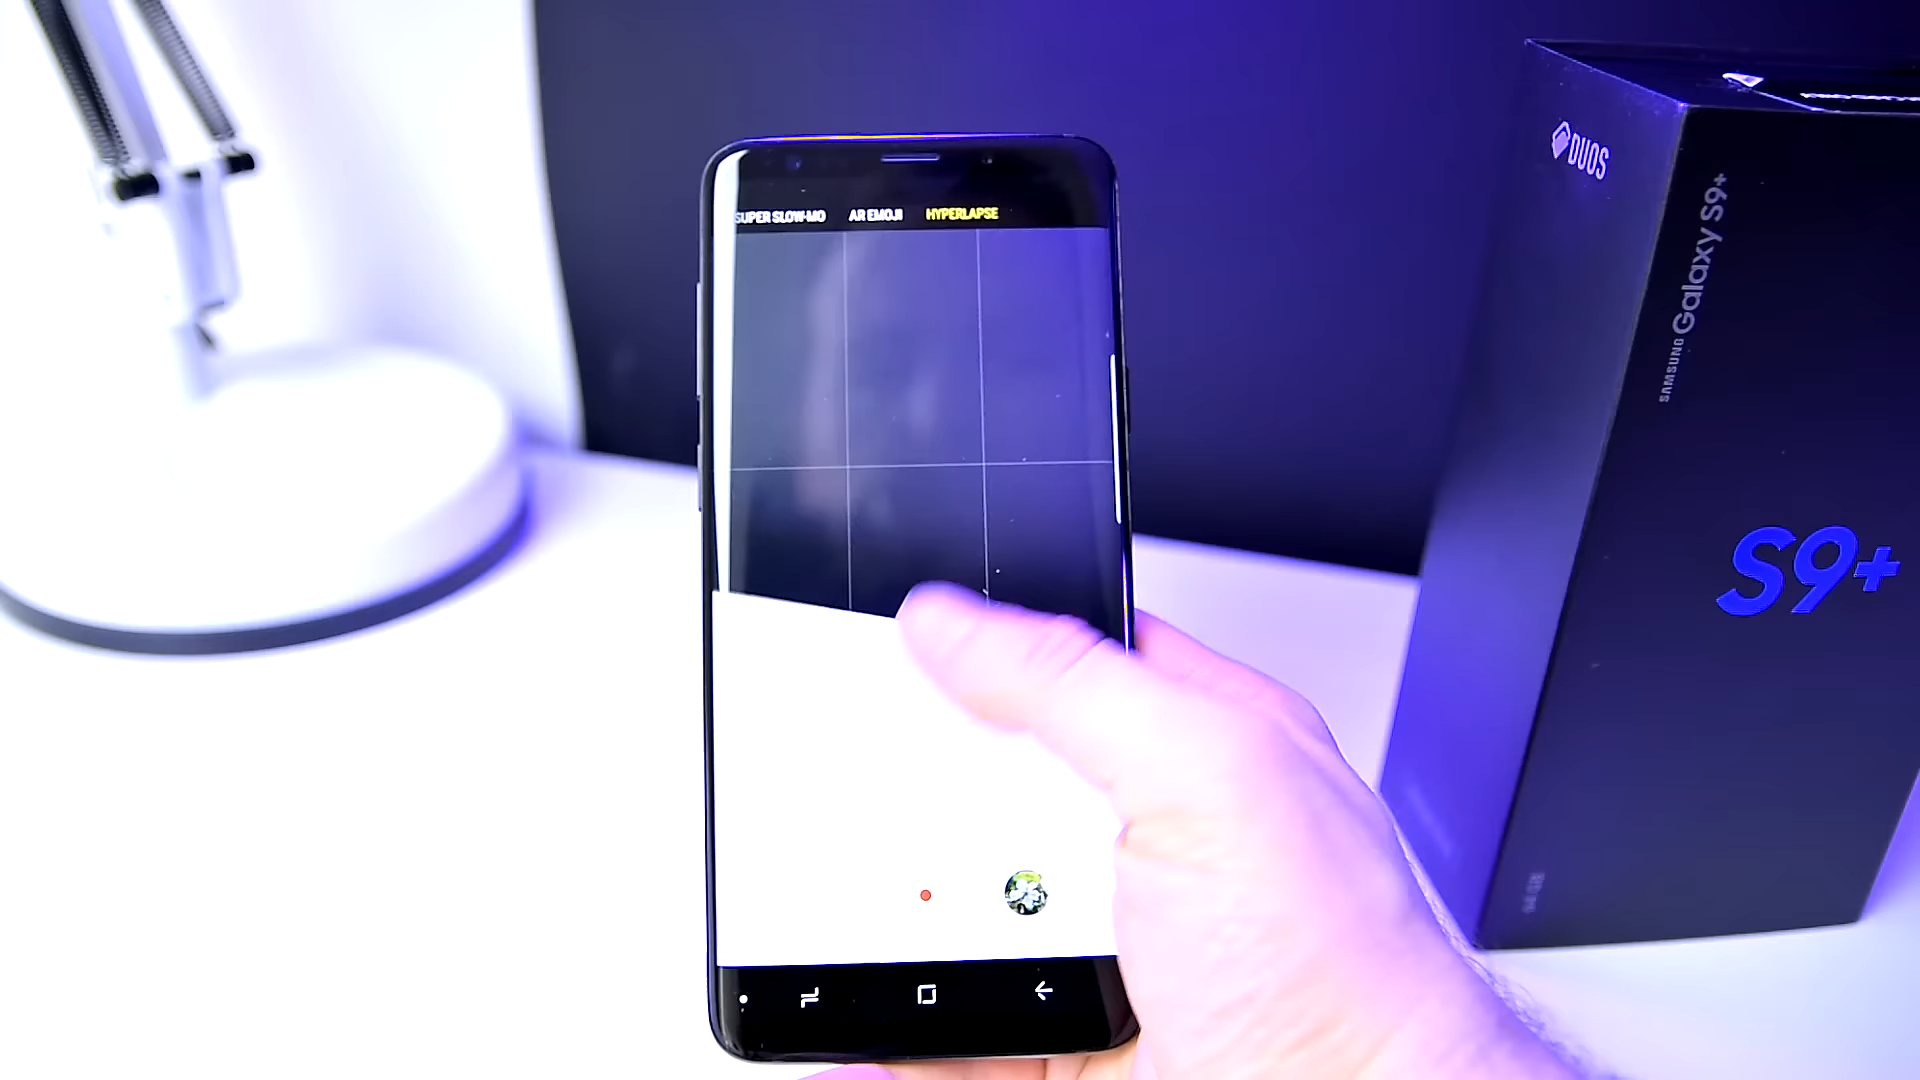 SUPER SLOW-MO AR EMOJI HYPERLAPSE
DUOS
SAMSUNG Galaxy S9+
S9+